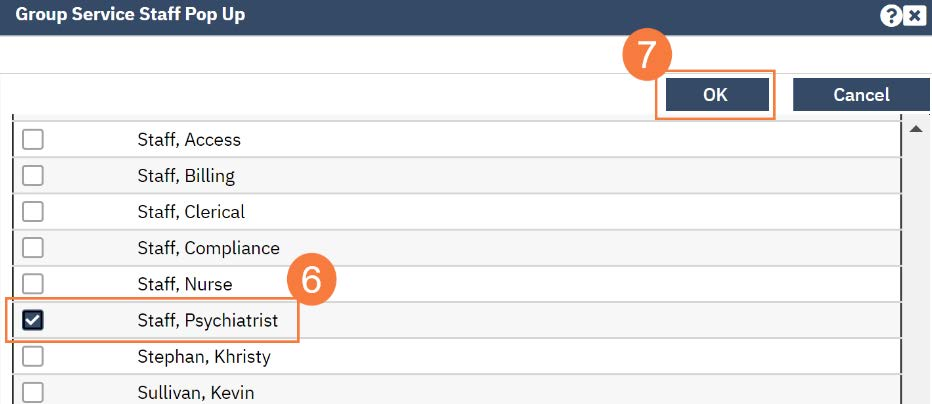 Group Service Staff Pop Up
7
OK Cancel
Staff, Access
Staff, Billing
Staff, Clerical
Staff, Compliance
Staff, Nurse
6
Staff, Psychiatrist
Stephan, Khristy
Sullivan, Kevin